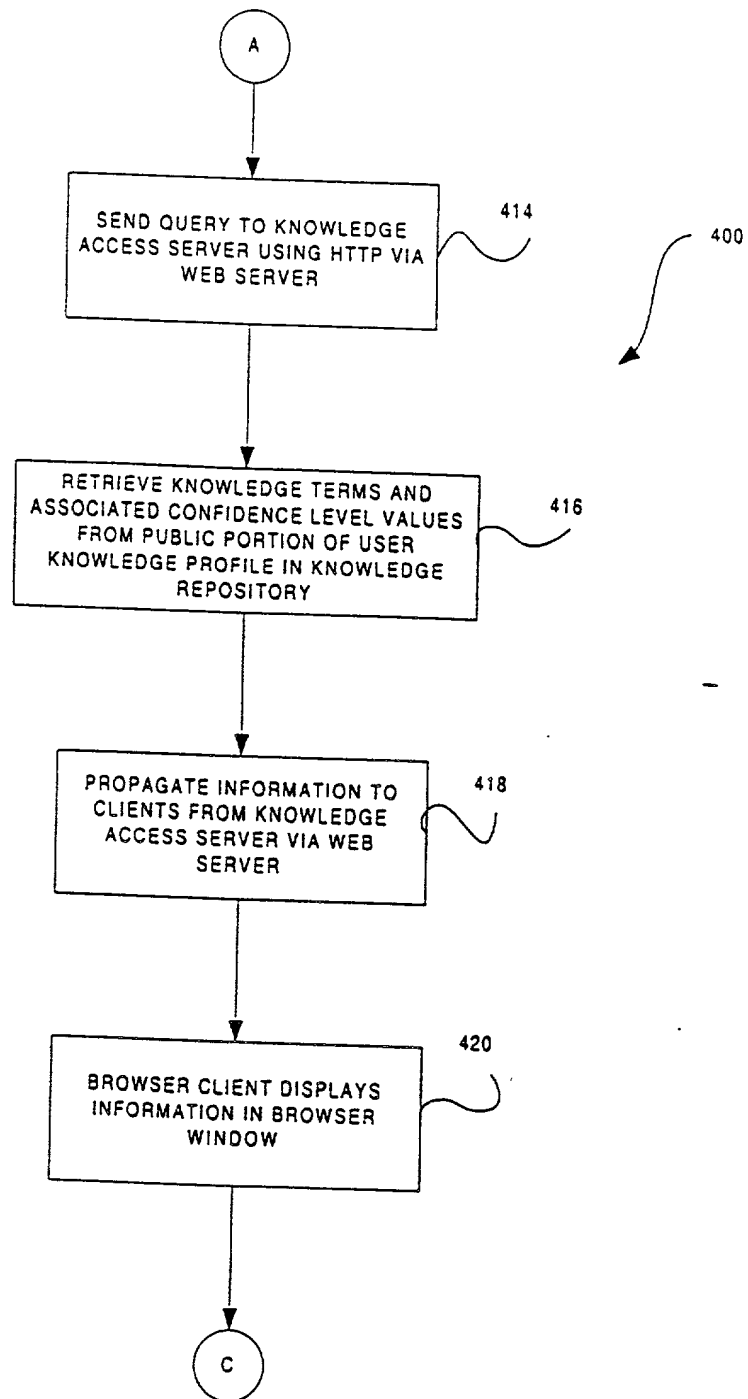 A
SEND QUERY TO KNOWLEDGE
ACCESS SERVER USING HTTP VIA
WEB SERVER
414
400
RETRIEVE KNOWLEDGE TERMS AND
ASSOCIATED CONFIDENCE LEVEL VALUES
FROM PUBLIC PORTION OF USER
KNOWLEDGE PROFILE IN KNOWLEDGE
REPOSITORY
416
PROPAGATE INFORMATION TO
CLIENTS FROM KNOWLEDGE
ACCESS SERVER VIA WEB
SERVER
418
BROWSER CLIENT DISPLAYS
INFORMATION IN BROWSER
WINDOW
420
C